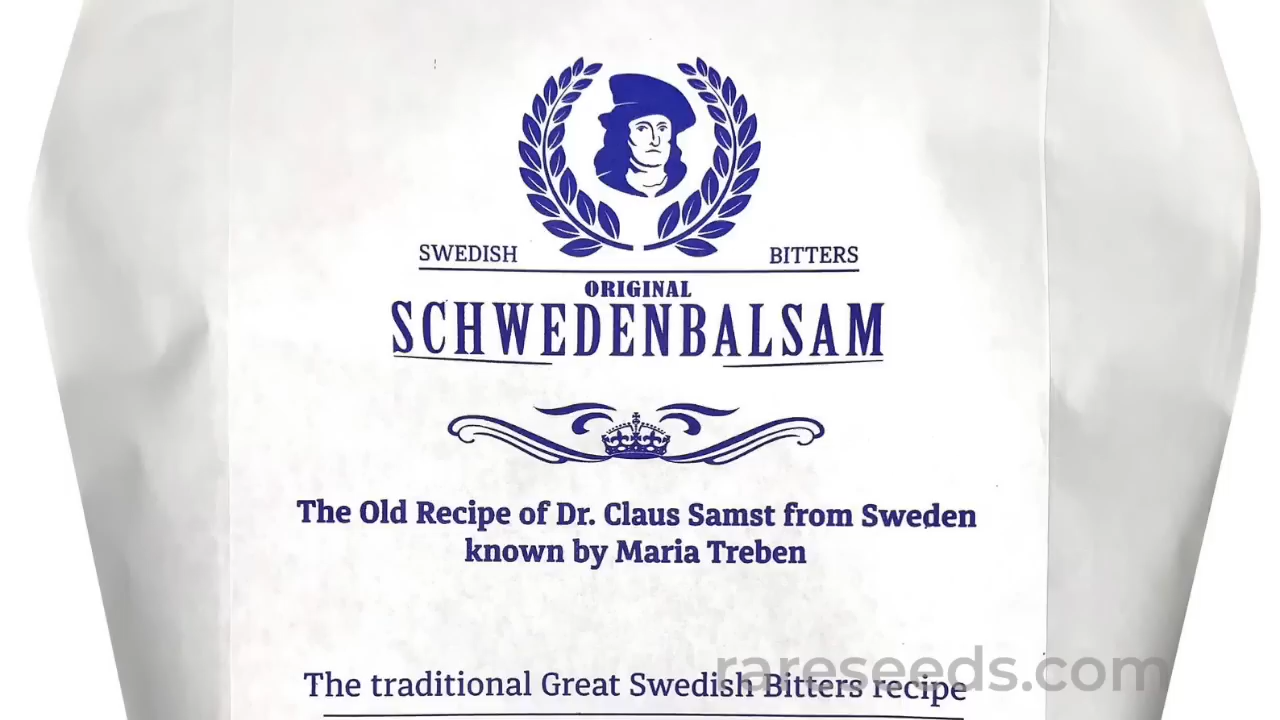 SWEDISH BITTERS
ORIGINAL
SCHWEDENBALSAM
The Old Recipe of Dr. Claus Samst from Sweden
known by Maria Treben
The traditional Great Swedish Bitters recipe
rareseeds.com